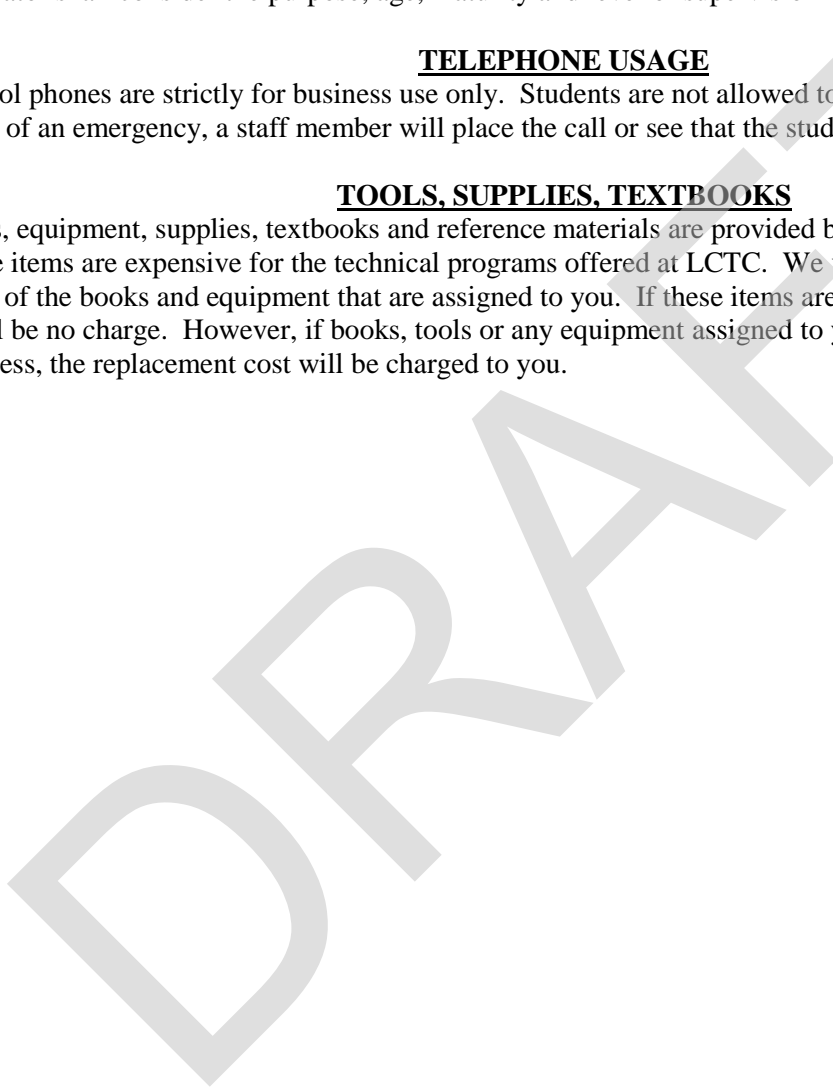 TELEPHONE USAGE
ol phones are strictly for business use only. Students are not allowed to
of an emergency, a staff member will place the call or see that the stud
TOOLS, SUPPLIES, TEXTBOOKS
s, equipment, supplies, textbooks and reference materials are provided b
e items are expensive for the technical programs offered at LCTC. We
of the books and equipment that are assigned to you. If these items are
l be no charge. However, if books, tools or any equipment assigned to y
ess, the replacement cost will be charged to you.
DRAFT